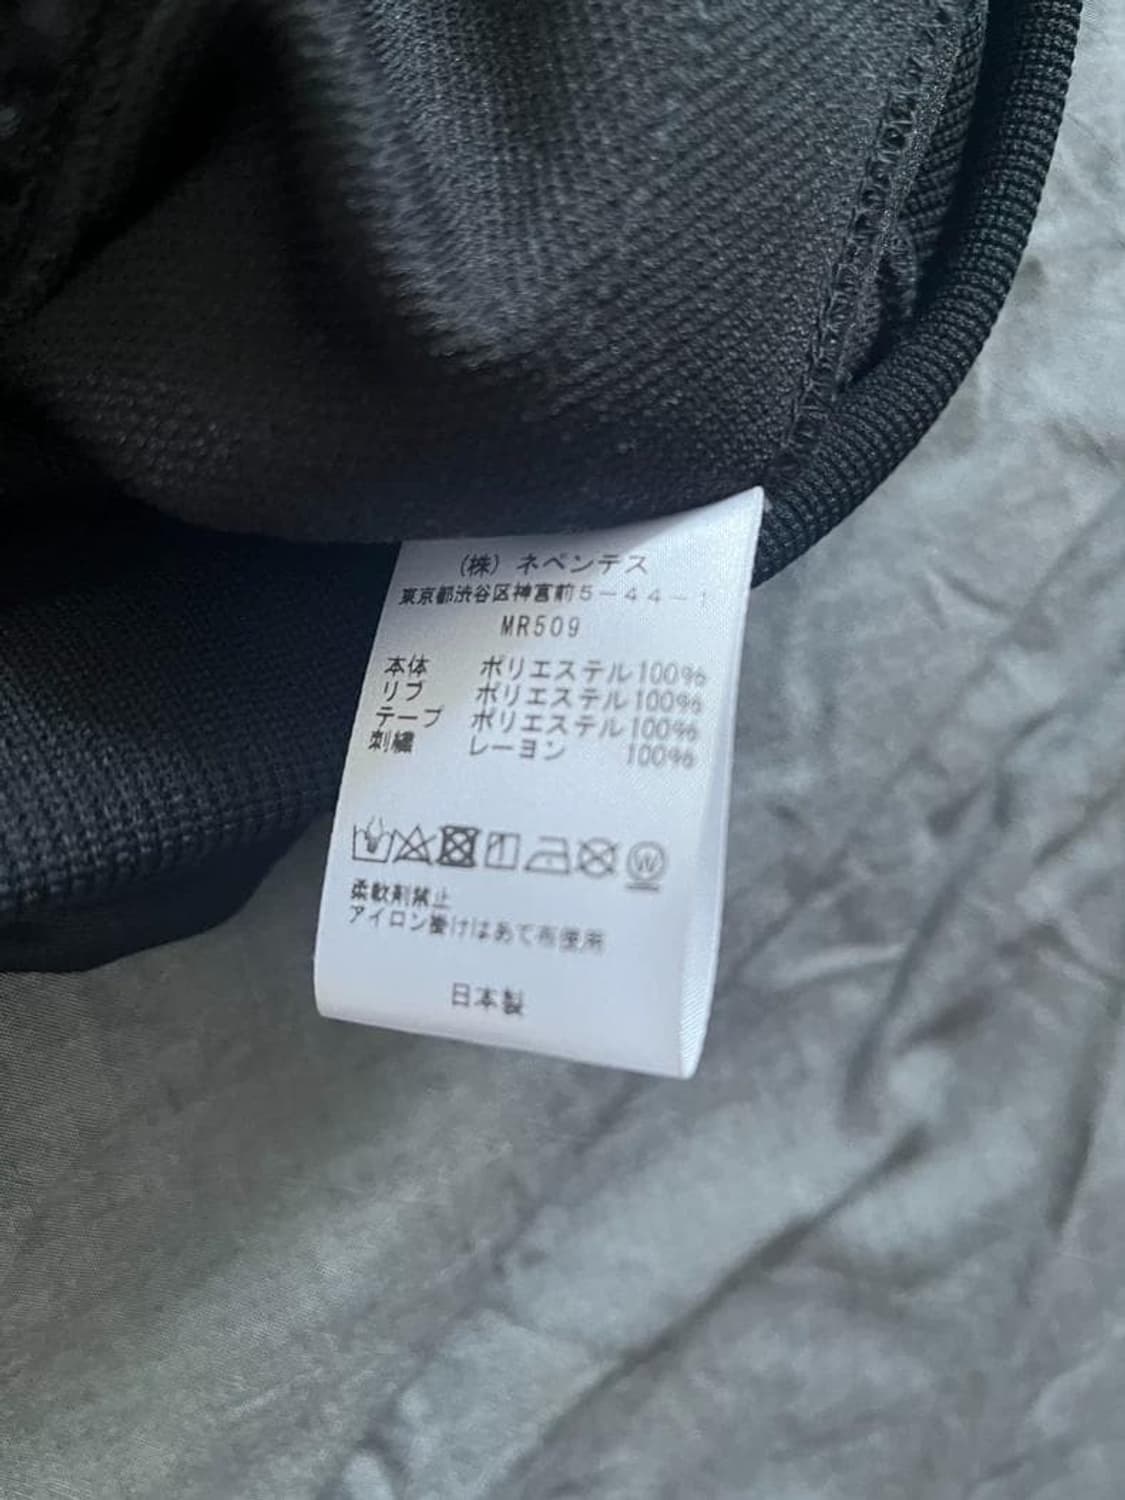 (株) ネペンテス
東京都渋谷区神宮前5-44-1
MR509
本体 ポリエステル100%
リブ ポリエステル100%
テープ ポリエステル100%
刺繍 レーヨン 100%
W
柔軟剤禁止
アイロン掛けはあて布使用
日本製